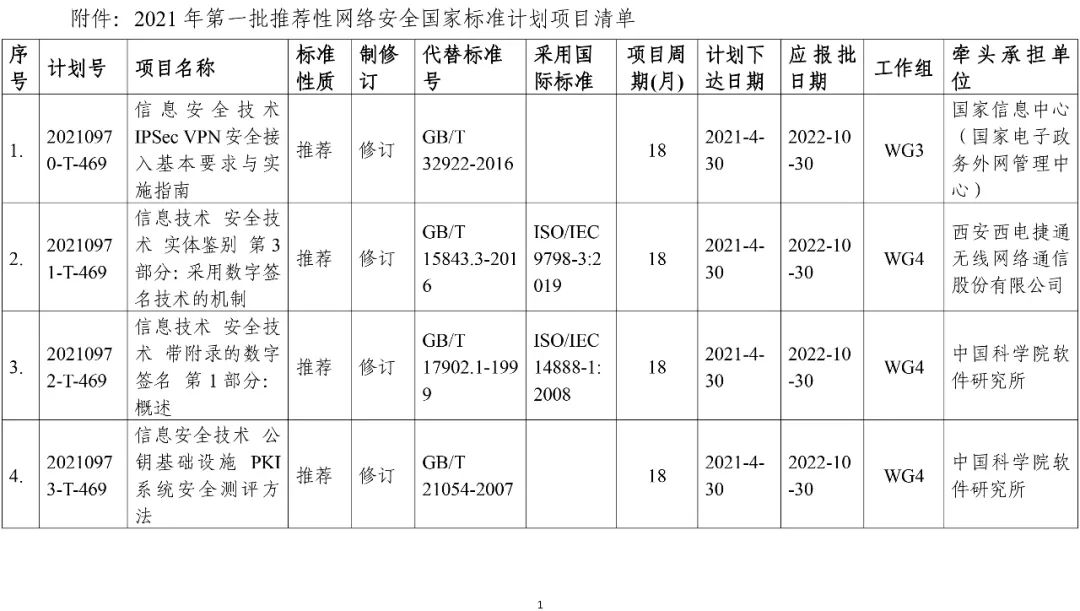 附件：2021 年第一批推荐性网络安全国家标准计划项目清单
序号 计划号 项目名称 标准性质 制修订 代替标准号 采用国际标准 项目周期(月) 计划下达日期 应报批日期 工作组 牵头承担单位
1. 20210970-T-469 信息安全技术 IPSec VPN 安全接入基本要求与实施指南 推荐 修订 GB/T 32922-2016 18 2021-4-30 2022-10-30 WG3 国家信息中心（国家电子政务外网管理中心）
2. 20210971-T-469 信息技术 安全技术 实体鉴别 第3部分：采用数字签名技术的机制 推荐 修订 GB/T 15843.3-2016 ISO/IEC 9798-3:2019 18 2021-4-30 2022-10-30 WG4 西安西电捷通无线网络通信股份有限公司
3. 20210972-T-469 信息技术 安全技术 带附录的数字签名 第1部分：概述 推荐 修订 GB/T 17902.1-1999 ISO/IEC 14888-1:2008 18 2021-4-30 2022-10-30 WG4 中国科学院软件研究所
4. 20210973-T-469 信息安全技术 公钥基础设施 PKI 系统安全测评方法 推荐 修订 GB/T 21054-2007 18 2021-4-30 2022-10-30 WG4 中国科学院软件研究所
1